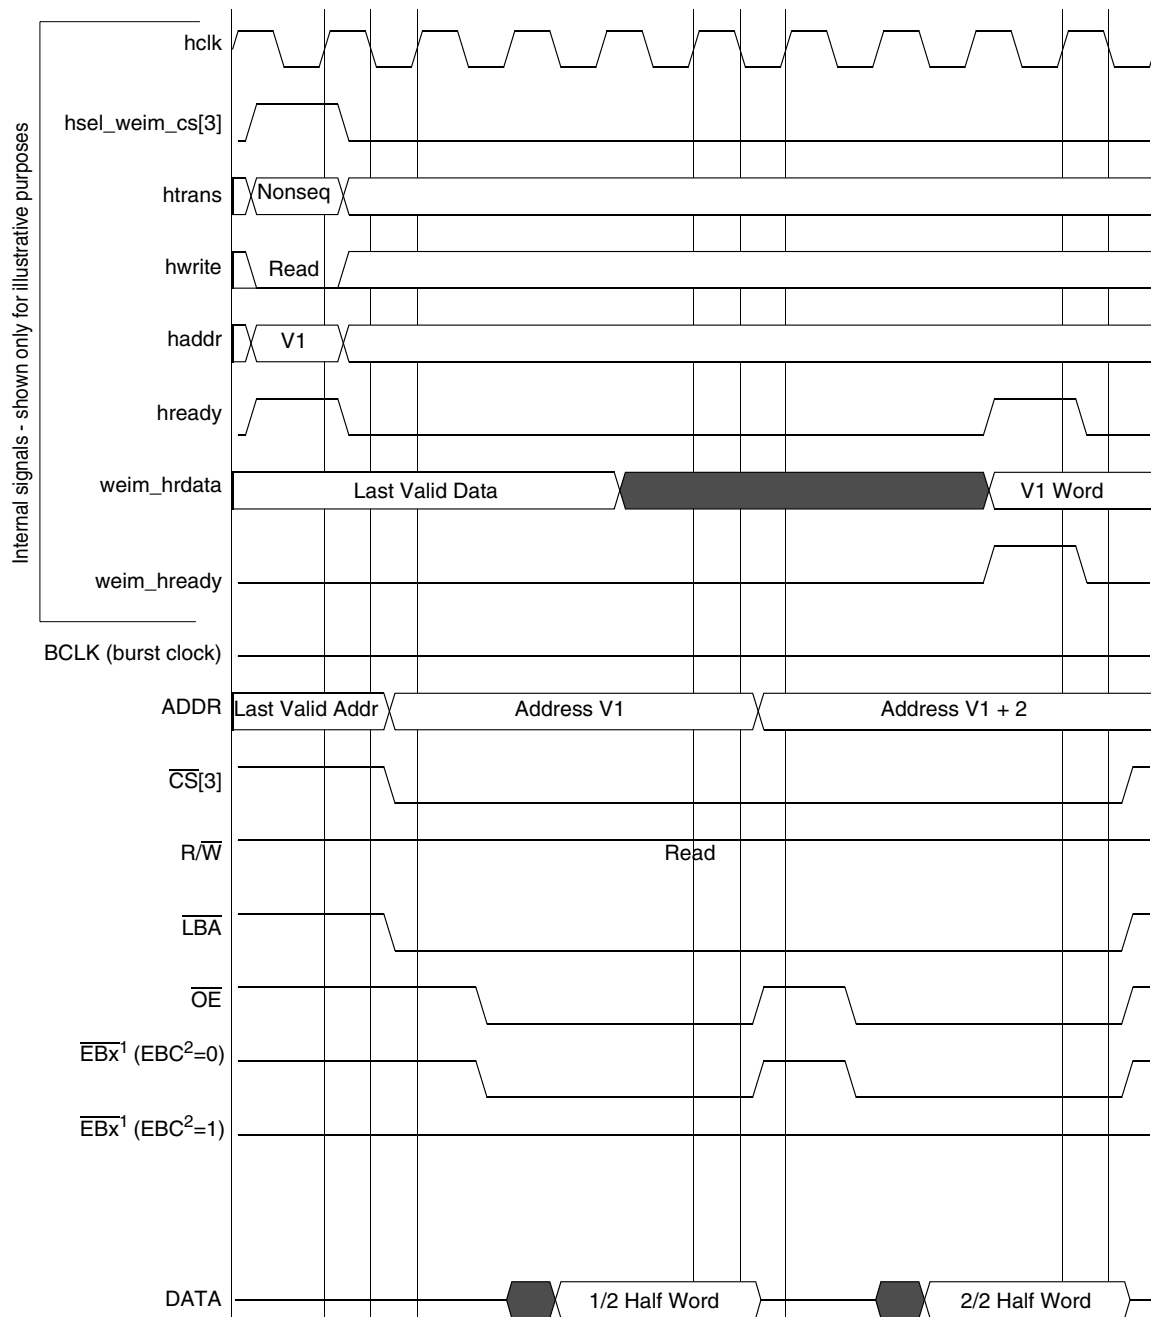 Internal signals - shown only for illustrative purposes
hclk
hsel_weim_cs[3]
htrans Nonseq
hwrite Read
haddr V1
hready
weim_hrdata Last Valid Data V1 Word
weim_hready
BCLK (burst clock)
ADDR Last Valid Addr Address V1 Address V1 + 2
CS[3]
R/W Read
LBA
OE
EBx¹ (EBC²=0)
EBx¹ (EBC²=1)
DATA 1/2 Half Word 2/2 Half Word